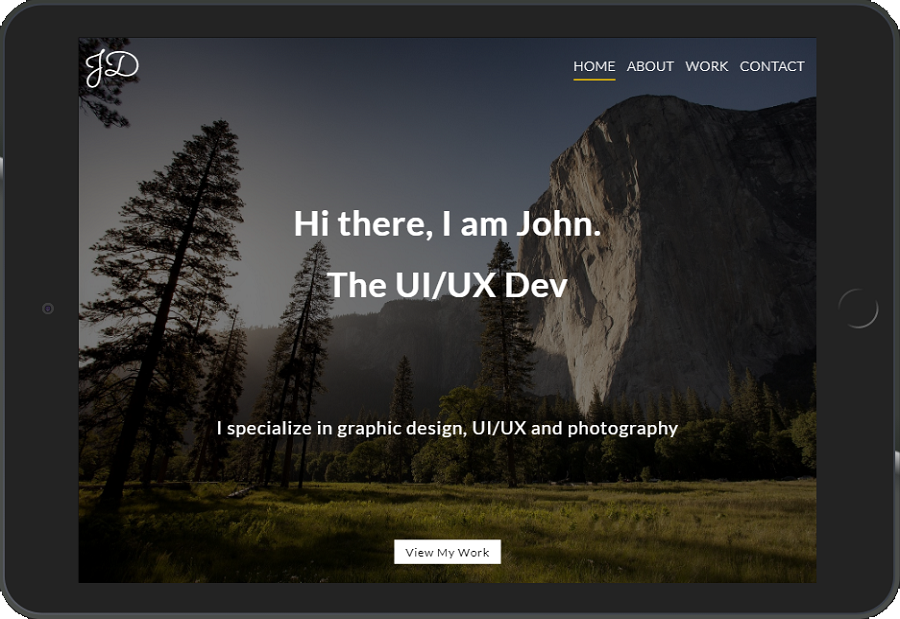 JD
HOME ABOUT WORK CONTACT
Hi there, I am John.
The UI/UX Dev
I specialize in graphic design, UI/UX and photography
View My Work